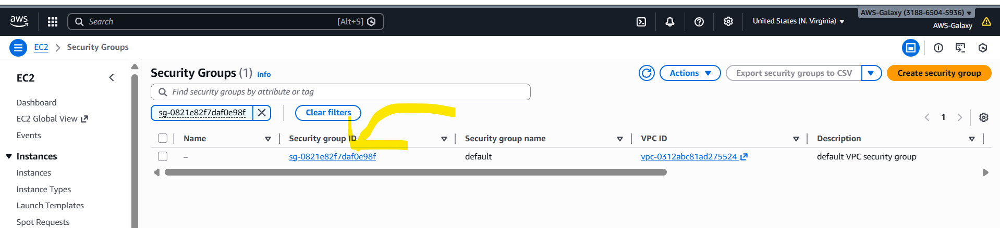 aws
Search [Alt+S]
United States (N. Virginia)
AWS-Galaxy (3188-6504-5936)
AWS-Galaxy
EC2 > Security Groups
EC2
Dashboard
EC2 Global View
Events
Instances
Instances
Instance Types
Launch Templates
Spot Requests
Security Groups (1) Info
Actions
Export security groups to CSV
Create security group
Find security groups by attribute or tag
sg-0821e82f7daf0e98f
Clear filters
1
Name Security group ID Security group name VPC ID Description
– sg-0821e82f7daf0e98f default vpc-0312abc81ad275524 default VPC security group